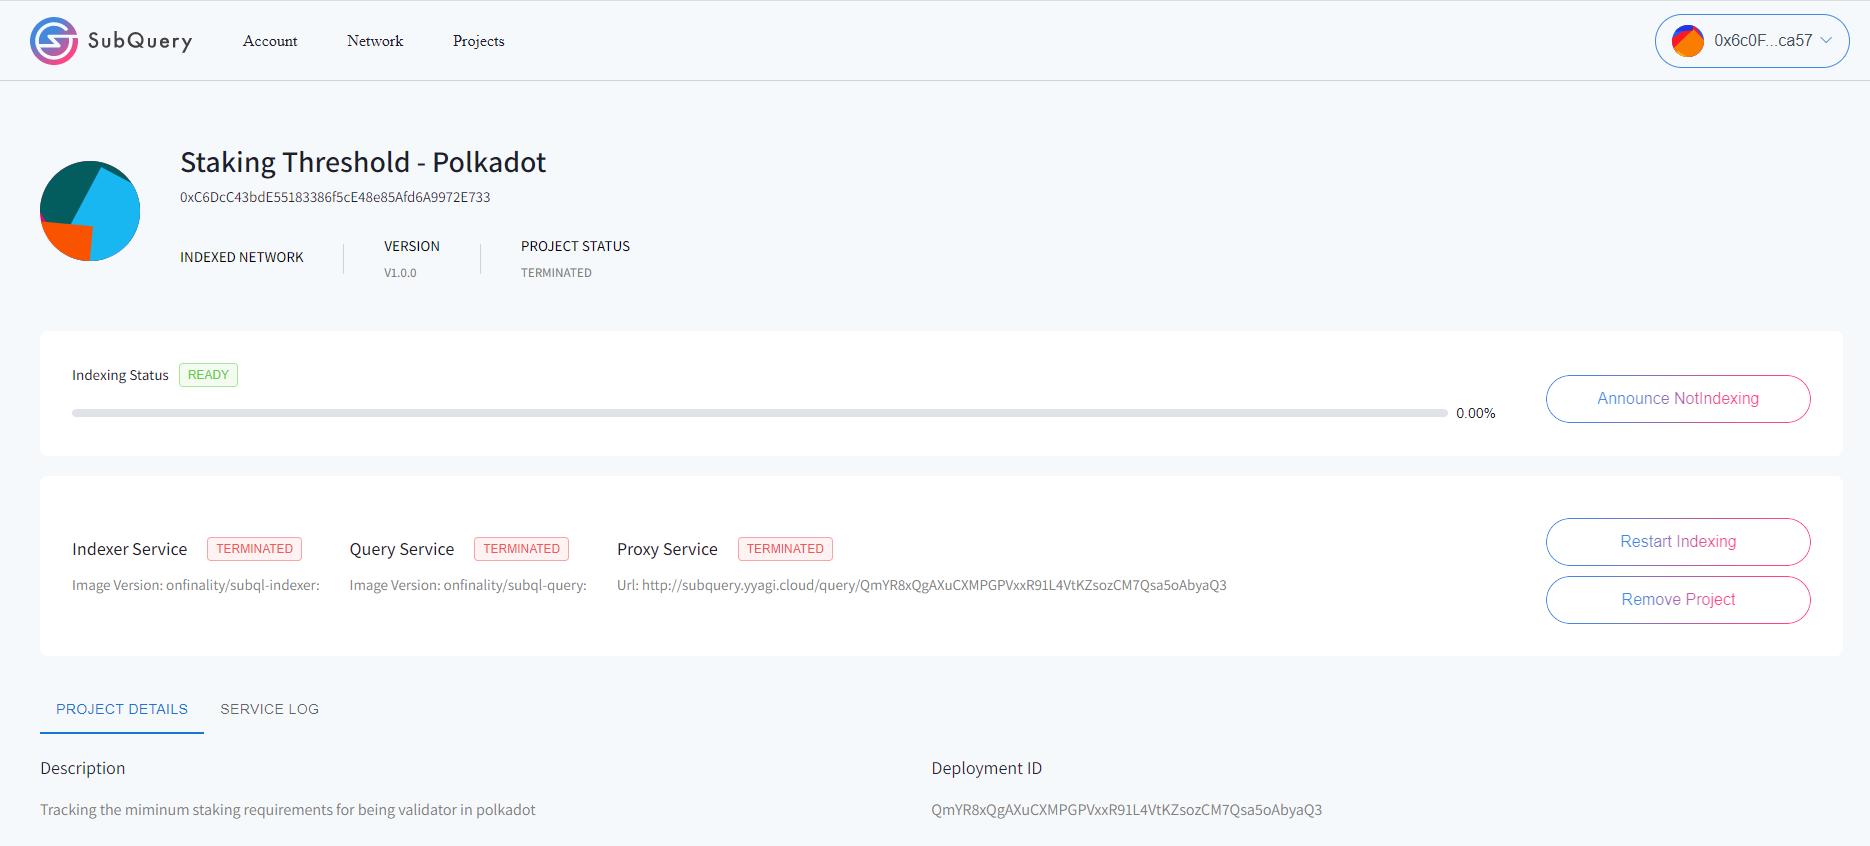 SubQuery Account Network Projects 0x6c0F...ca57
Staking Threshold - Polkadot
0xC6DcC43bdE55183386f5cE48e85Afd6A9972E733
INDEXED NETWORK
VERSION
V1.0.0
PROJECT STATUS
TERMINATED
Indexing Status READY
0.00%
Announce NotIndexing
Indexer Service TERMINATED
Image Version: onfinality/subql-indexer:
Query Service TERMINATED
Image Version: onfinality/subql-query:
Proxy Service TERMINATED
Url: http://subquery.yyagi.cloud/query/QmYR8xQgAXuCXMPGPVxxR91L4VtKZsozCM7Qsa5oAbyaQ3
Restart Indexing
Remove Project
PROJECT DETAILS SERVICE LOG
Description
Tracking the miminum staking requirements for being validator in polkadot
Deployment ID
QmYR8xQgAXuCXMPGPVxxR91L4VtKZsozCM7Qsa5oAbyaQ3